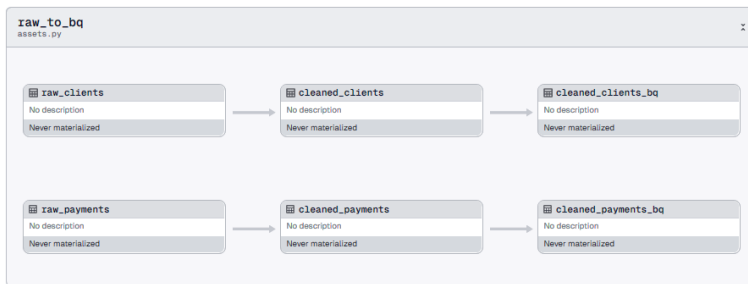 raw_to_bq
assets.py
raw_clients
No description
Never materialized
cleaned_clients
No description
Never materialized
cleaned_clients_bq
No description
Never materialized
raw_payments
No description
Never materialized
cleaned_payments
No description
Never materialized
cleaned_payments_bq
No description
Never materialized